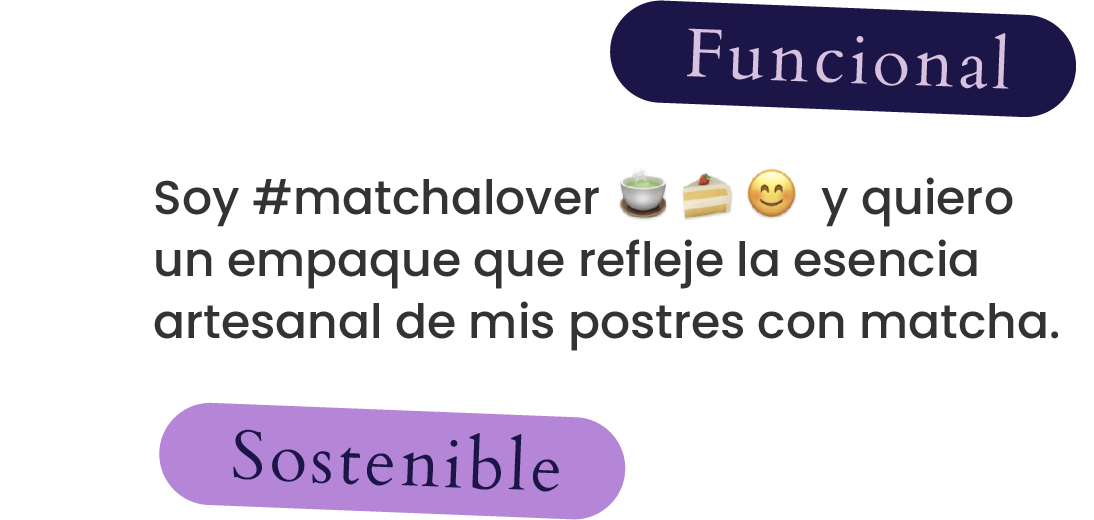 Funcional
Soy #matchalover 🍵 🍰 😊 y quiero
un empaque que refleje la esencia
artesanal de mis postres con matcha.
Sostenible